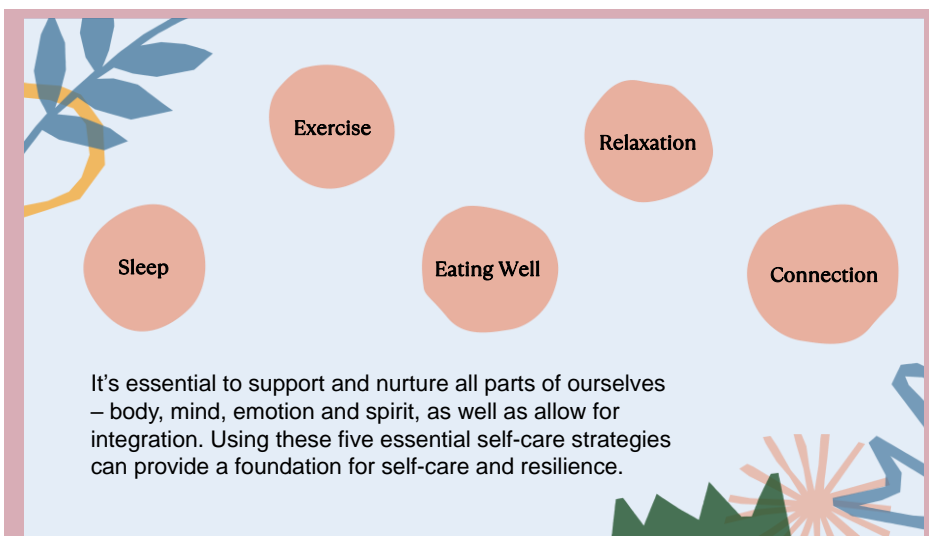 Exercise
Relaxation
Sleep
Eating Well
Connection
It's essential to support and nurture all parts of ourselves
– body, mind, emotion and spirit, as well as allow for
integration. Using these five essential self-care strategies
can provide a foundation for self-care and resilience.